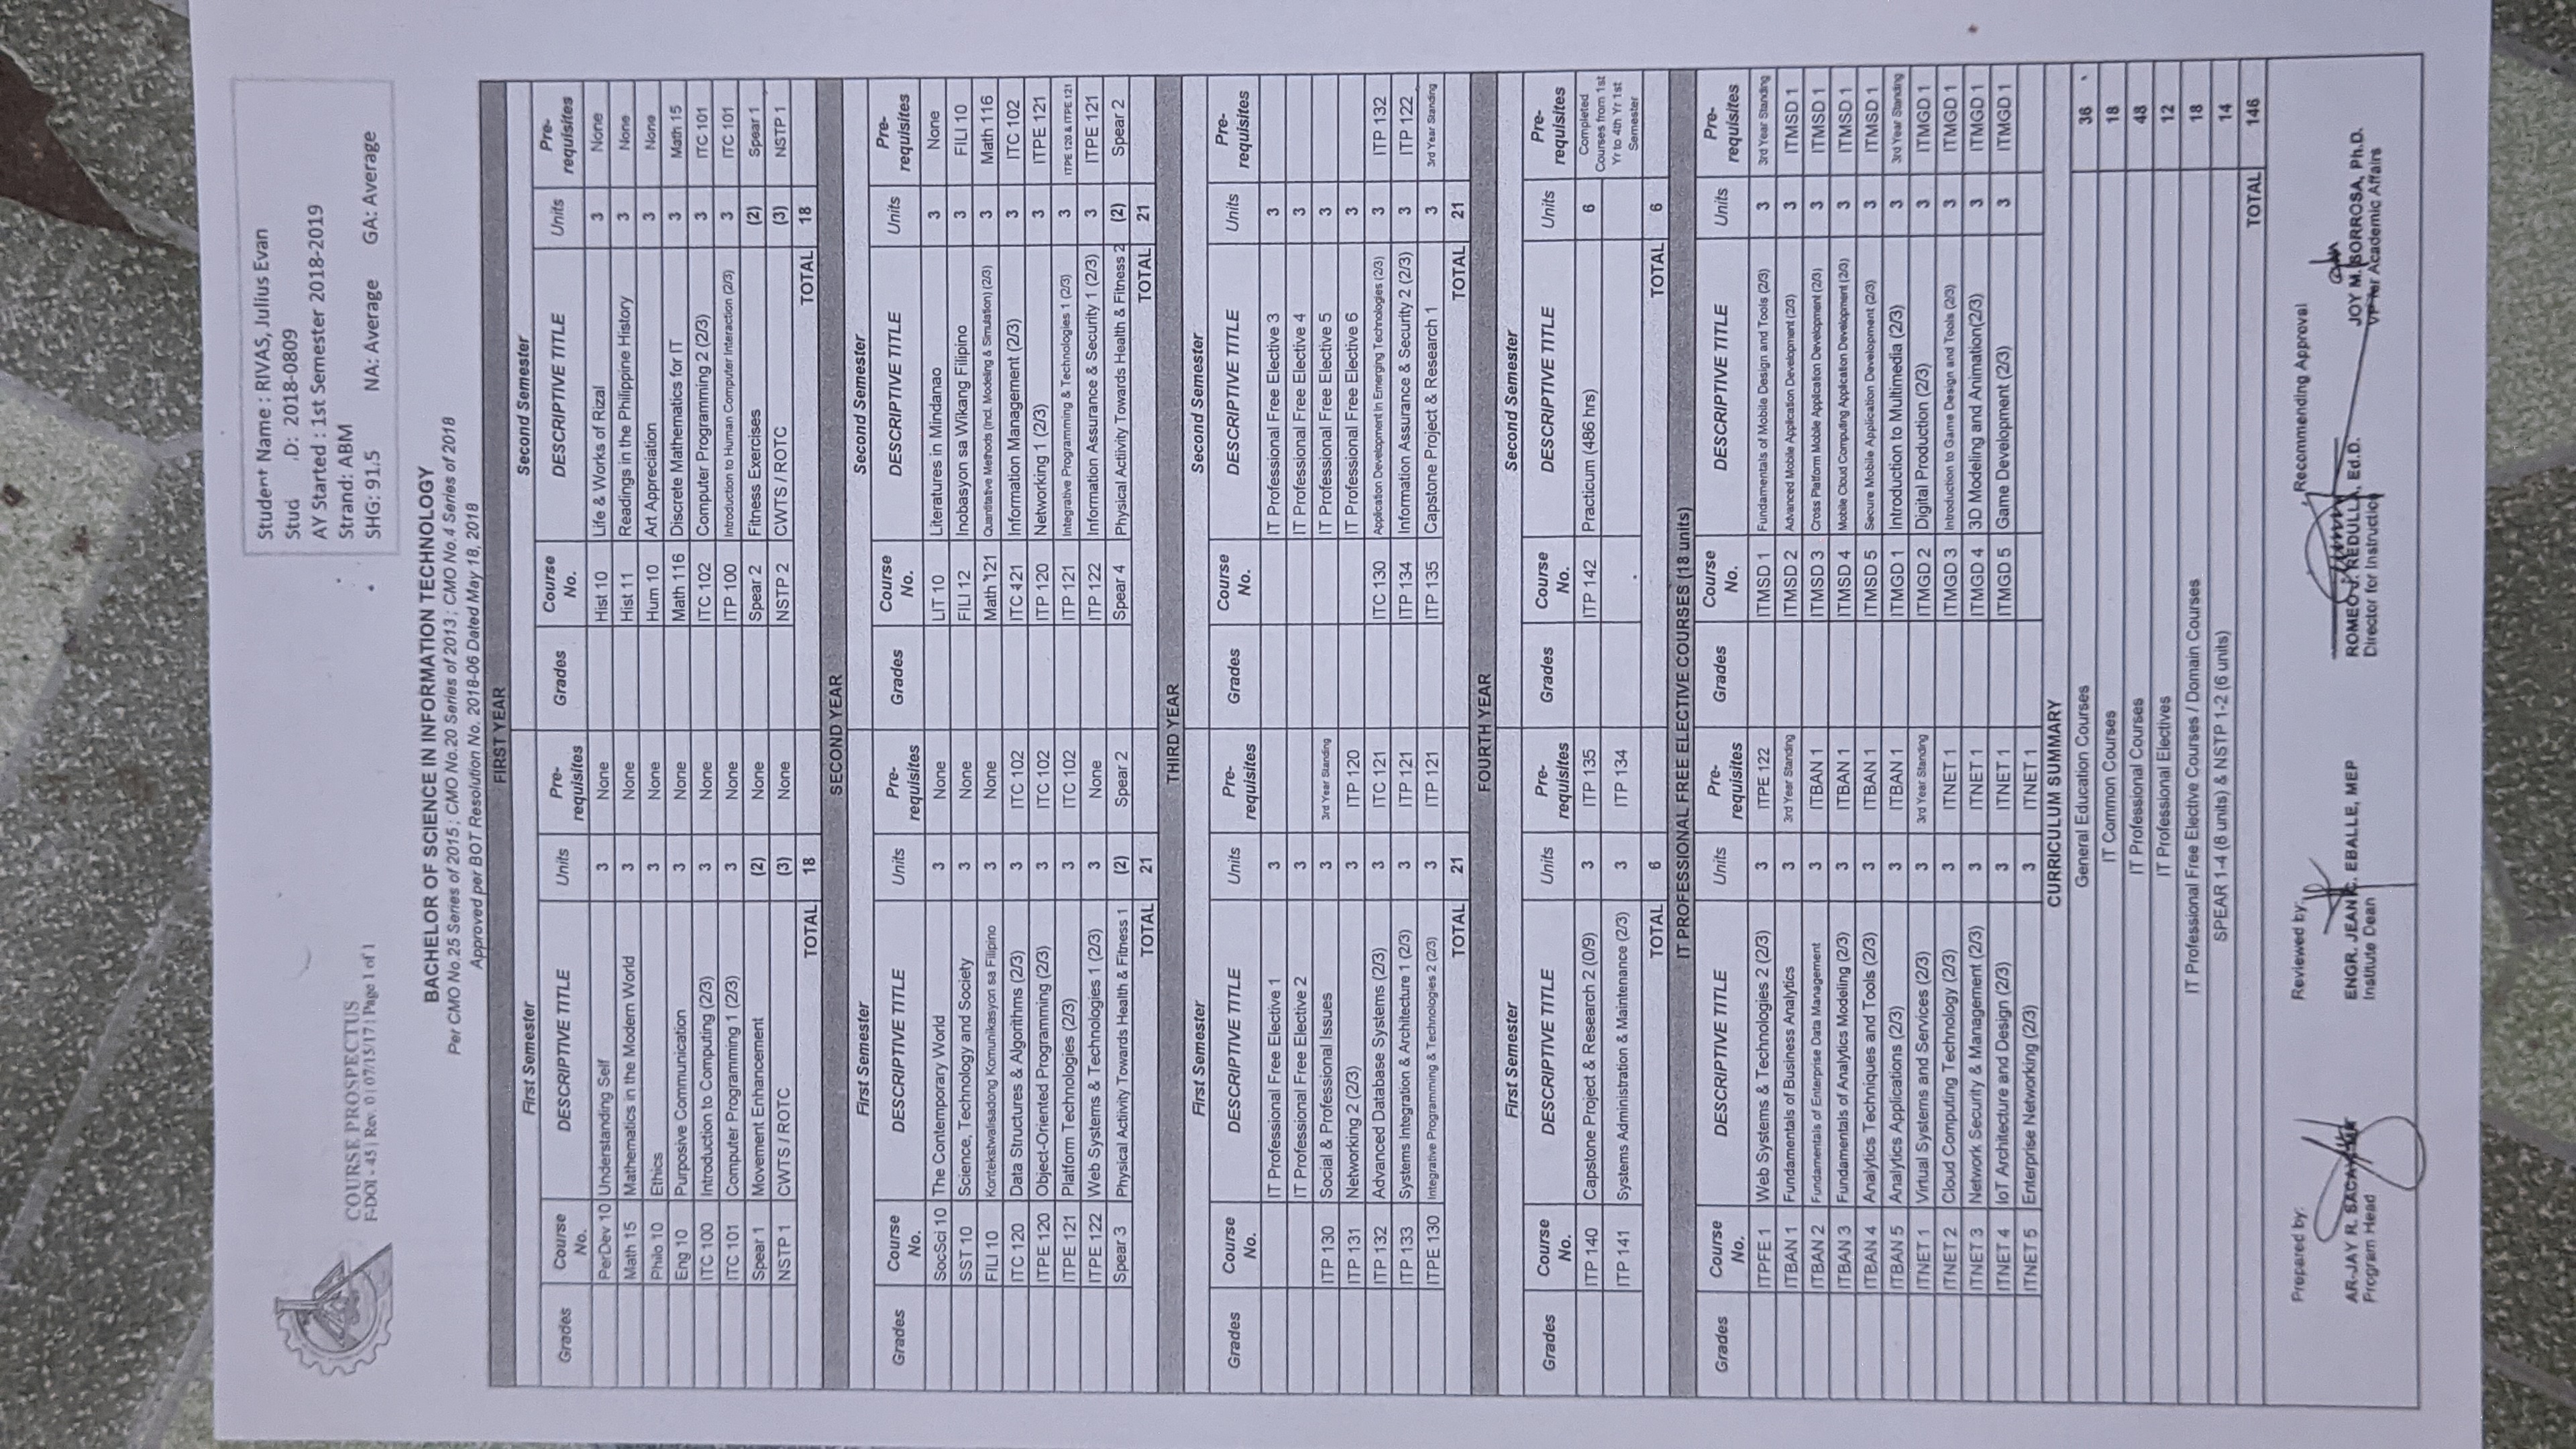 Student Name : RIVAS, Julius Evan
Stud D: 2018-0809
AY Started : 1st Semester 2018-2019
Strand: ABM
SHG: 91.5 NA: Average GA: Average
COURSE PROSPECTUS
F-DOI - 45 | Rev. 0 | 07/15/17 | Page 1 of 1
BACHELOR OF SCIENCE IN INFORMATION TECHNOLOGY
Per CMO No.25 Series of 2015 ; CMO No.20 Series of 2013 ; CMO No.4 Series of 2018
Approved per BOT Resolution No. 2018-06 Dated May 18, 2018
FIRST YEAR
First Semester Second Semester
Grades Course No. DESCRIPTIVE TITLE Units Pre-requisites Grades Course No. DESCRIPTIVE TITLE Units Pre-requisites
PerDev 10 Understanding Self 3 None Hist 10 Life & Works of Rizal 3 None
Math 15 Mathematics in the Modern World 3 None Hist 11 Readings in the Philippine History 3 None
Philo 10 Ethics 3 None Hum 10 Art Appreciation 3 None
Eng 10 Purposive Communication 3 None Math 116 Discrete Mathematics for IT 3 Math 15
ITC 100 Introduction to Computing (2/3) 3 None ITC 102 Computer Programming 2 (2/3) 3 ITC 101
ITC 101 Computer Programming 1 (2/3) 3 None ITP 100 Introduction to Human Computer Interaction (2/3) 3 ITC 101
Spear 1 Movement Enhancement (2) None Spear 2 Fitness Exercises (2) Spear 1
NSTP 1 CWTS / ROTC (3) None NSTP 2 CWTS / ROTC (3) NSTP 1
TOTAL 18 TOTAL 18
SECOND YEAR
First Semester Second Semester
Grades Course No. DESCRIPTIVE TITLE Units Pre-requisites Grades Course No. DESCRIPTIVE TITLE Units Pre-requisites
SocSci 10 The Contemporary World 3 None LIT 10 Literatures in Mindanao 3 None
SST 10 Science, Technology and Society 3 None FILI 12 Inobasyon sa Wikang Filipino 3 FILI 10
FILI 10 Kontekstwalisadong Komunikasyon sa Filipino 3 None Math 121 Quantitative Methods (Incl. Modeling & Simulation) (2/3) 3 Math 116
ITC 120 Data Structures & Algorithms (2/3) 3 ITC 102 ITC 121 Information Management (2/3) 3 ITC 102
ITPE 120 Object-Oriented Programming (2/3) 3 ITC 102 ITP 120 Networking 1 (2/3) 3 ITPE 121
ITPE 121 Platform Technologies (2/3) 3 ITC 102 ITP 121 Integrative Programming & Technologies 1 (2/3) 3 ITPE 120 & ITPE 121
ITPE 122 Web Systems & Technologies 1 (2/3) 3 None ITP 122 Information Assurance & Security 1 (2/3) 3 ITPE 121
Spear 3 Physical Actiivity Towards Health & Fitness 1 (2) Spear 2 Spear 4 Physical Actiivity Towards Health & Fitness 2 (2) Spear 2
TOTAL 21 TOTAL 21
THIRD YEAR
First Semester Second Semester
Grades Course No. DESCRIPTIVE TITLE Units Pre-requisites Grades Course No. DESCRIPTIVE TITLE Units Pre-requisites
IT Professional Free Elective 1 3 IT Professional Free Elective 3 3
IT Professional Free Elective 2 3 IT Professional Free Elective 4 3
ITP 130 Social & Professional Issues 3 3rd Year Standing IT Professional Free Elective 5 3
ITP 131 Networking 2 (2/3) 3 ITP 120 IT Professional Free Elective 6 3
ITP 132 Advanced Database Systems (2/3) 3 ITC 121 ITC 130 Application Development In Emerging Technologies (2/3) 3 ITP 132
ITP 133 Systems Integration & Architecture 1 (2/3) 3 ITP 121 ITP 134 Information Assurance & Security 2 (2/3) 3 ITP 122
ITPE 130 Integrative Programming & Technologies 2 (2/3) 3 ITP 121 ITP 135 Capstone Project & Research 1 3 3rd Year Standing
TOTAL 21 TOTAL 21
FOURTH YEAR
First Semester Second Semester
Grades Course No. DESCRIPTIVE TITLE Units Pre-requisites Grades Course No. DESCRIPTIVE TITLE Units Pre-requisites
ITP 140 Capstone Project & Research 2 (0/9) 3 ITP 135 ITP 142 Practicum (486 hrs) 6 Completed Courses from 1st Yr to 4th Yr 1st Semester
ITP 141 Systems Administration & Maintenance (2/3) 3 ITP 134
TOTAL 6 TOTAL 6
IT PROFESSIONAL FREE ELECTIVE COURSES (18 units)
Grades Course No. DESCRIPTIVE TITLE Units Pre-requisites Grades Course No. DESCRIPTIVE TITLE Units Pre-requisites
ITPFE 1 Web Systems & Technologies 2 (2/3) 3 ITPE 122 ITMSD 1 Fundamentals of Mobile Design and Tools (2/3) 3 3rd Year Standing
ITBAN 1 Fundamentals of Business Analytics 3 3rd Year Standing ITMSD 2 Advanced Mobile Application Development (2/3) 3 ITMSD 1
ITBAN 2 Fundamentals of Enterprise Data Management 3 ITBAN 1 ITMSD 3 Cross Platform Mobile Application Development (2/3) 3 ITMSD 1
ITBAN 3 Fundamentals of Analytics Modeling (2/3) 3 ITBAN 1 ITMSD 4 Mobile Cloud Computing Application Development (2/3) 3 ITMSD 1
ITBAN 4 Analytics Techniques and Tools (2/3) 3 ITBAN 1 ITMSD 5 Secure Mobile Application Development (2/3) 3 ITMSD 1
ITBAN 5 Analytics Applications (2/3) 3 ITBAN 1 ITMGD 1 Introduction to Multimedia (2/3) 3 3rd Year Standing
ITNET 1 Virtual Systems and Services (2/3) 3 3rd Year Standing ITMGD 2 Digital Production (2/3) 3 ITMGD 1
ITNET 2 Cloud Computing Technology (2/3) 3 ITNET 1 ITMGD 3 Introduction to Game Design and Tools (2/3) 3 ITMGD 1
ITNET 3 Network Security & Management (2/3) 3 ITNET 1 ITMGD 4 3D Modeling and Animation(2/3) 3 ITMGD 1
ITNET 4 IoT Architecture and Design (2/3) 3 ITNET 1 ITMGD 5 Game Development (2/3) 3 ITMGD 1
ITNET 5 Enterprise Networking (2/3) 3 ITNET 1
CURRICULUM SUMMARY
General Education Courses 36
IT Common Courses 18
IT Professional Courses 48
IT Professional Electives 12
IT Professional Free Elective Courses / Domain Courses 18
SPEAR 1-4 (8 units) & NSTP 1-2 (6 units) 14
TOTAL 146
Prepared by: Reviewed by: Recommending Approval
AR-JAY R. ENGR. JEAN C. EBALLE, MEP ROMEO J. REDULLA, Ed.D. JOY M. SORROSA, Ph.D.
Program Head Institute Dean Director for Instruction VP for Academic Affairs